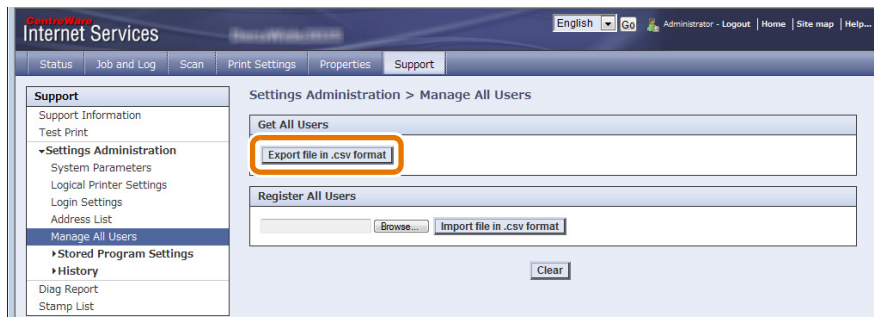 CentreWare
Internet Services
English Go Administrator - Logout | Home | Site map | Help...
Status Job and Log Scan Print Settings Properties Support
Support
Support Information
Test Print
Settings Administration
System Parameters
Logical Printer Settings
Login Settings
Address List
Manage All Users
Stored Program Settings
History
Diag Report
Stamp List
Settings Administration > Manage All Users
Get All Users
Export file in .csv format
Register All Users
Browse... Import file in .csv format
Clear